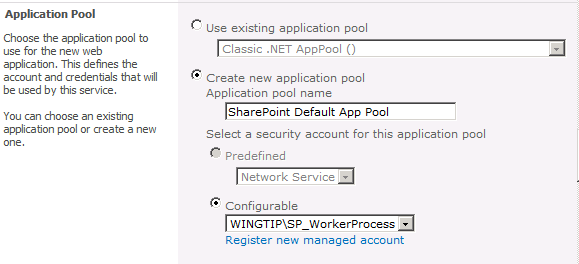 Application Pool
Choose the application pool to
use for the new web
application. This defines the
account and credentials that will
be used by this service.
You can choose an existing
application pool or create a new
one.
Use existing application pool
Classic .NET AppPool ()
Create new application pool
Application pool name
SharePoint Default App Pool
Select a security account for this application pool
Predefined
Network Service
Configurable
WINGTIP\SP_WorkerProcess
Register new managed account